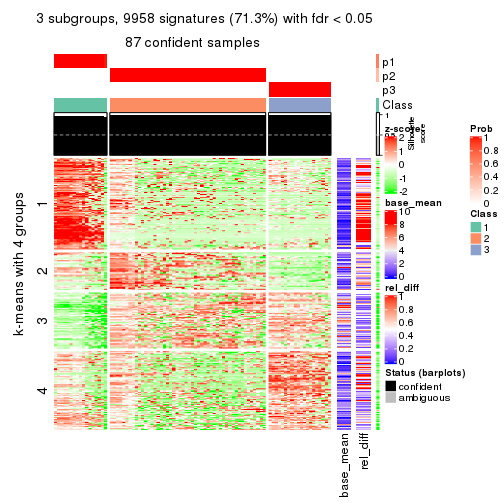 3 subgroups, 9958 signatures (71.3%) with fdr < 0.05
87 confident samples
p1
p2
p3
Class
1
Silhouette
score
k-means with 4 groups
1
2
3
4
base_mean
rel_diff
z-score
2
1
0
-1
-2
base_mean
10
8
6
4
2
0
rel_diff
1
0.8
0.6
0.4
0.2
0
Status (barplots)
confident
ambiguous
Prob
1
0.8
0.6
0.4
0.2
0
Class
1
2
3